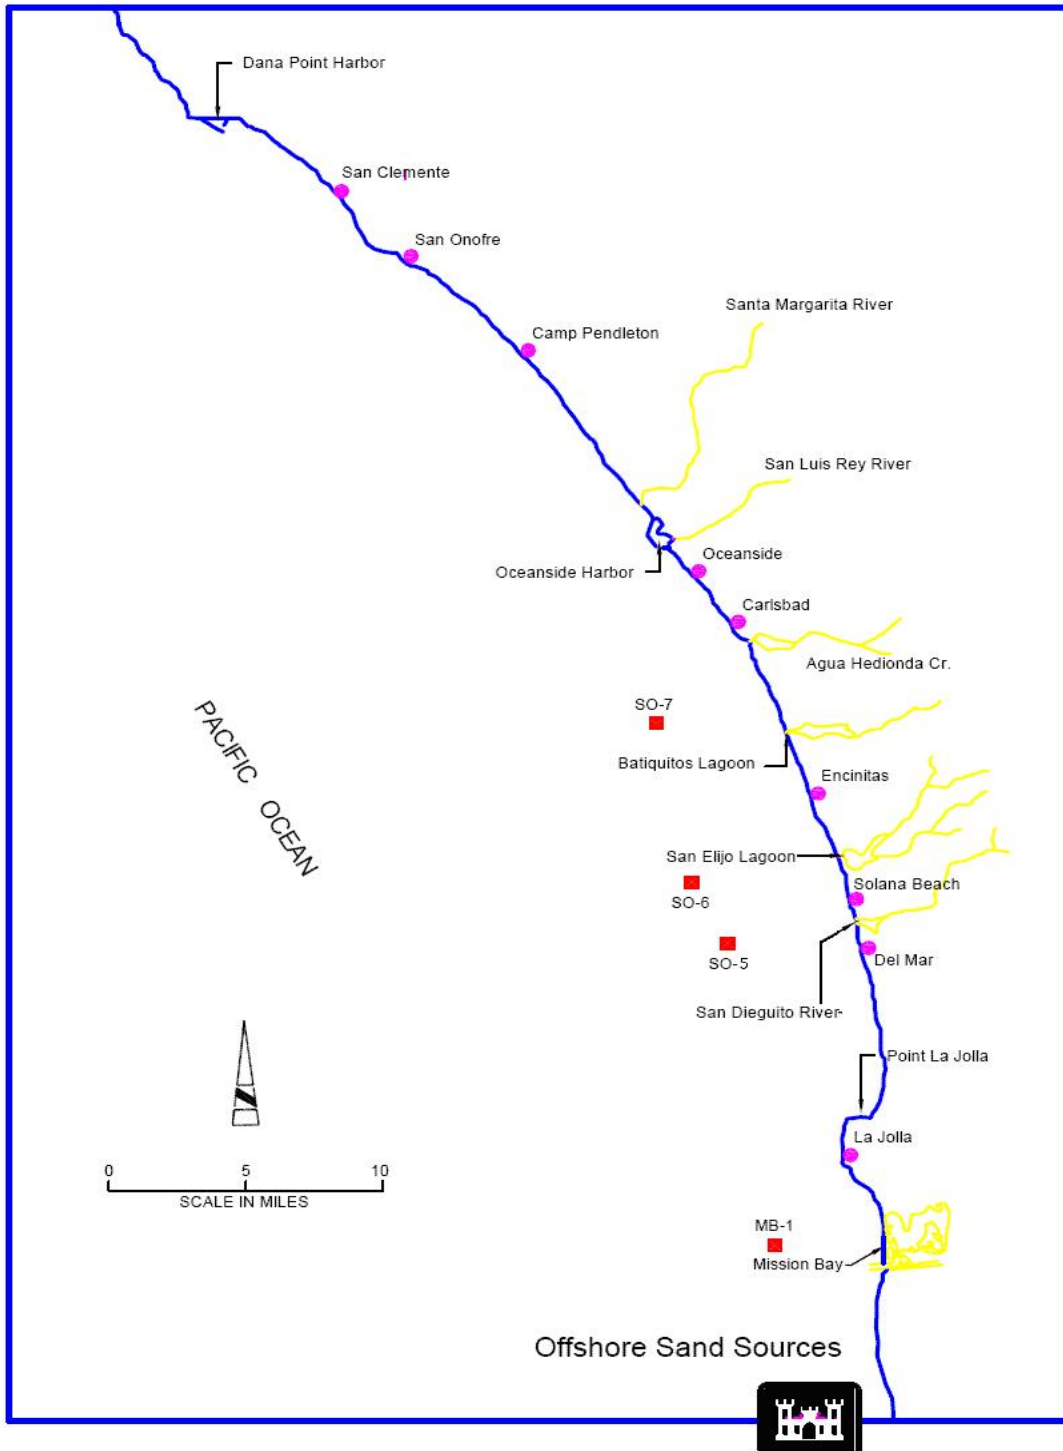 Dana Point Harbor
San Clemente
San Onofre
Santa Margarita River
Camp Pendleton
San Luis Rey River
Oceanside
Oceanside Harbor
Carlsbad
Agua Hedionda Cr.
SO-7
Batiquitos Lagoon
Encinitas
PACIFIC OCEAN
San Elijo Lagoon
Solana Beach
SO-6
SO-5
Del Mar
San Dieguito River
Point La Jolla
La Jolla
0 5 10
SCALE IN MILES
MB-1
Mission Bay
Offshore Sand Sources